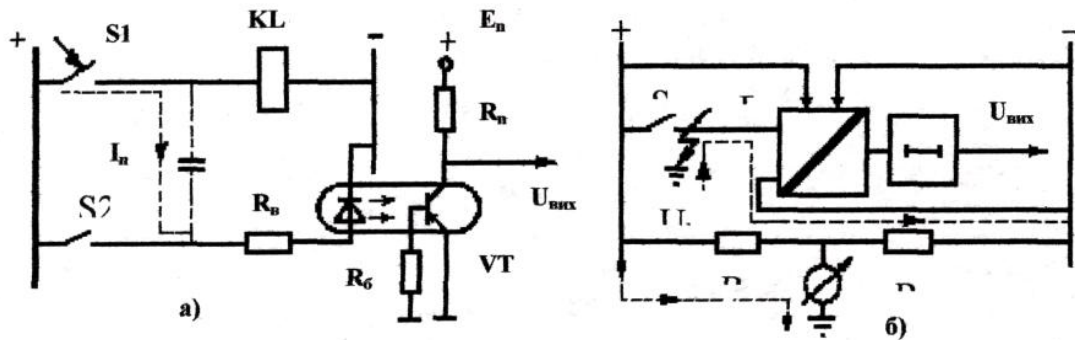 +
S1
KL
-
Eп
+
Rп
Iп
S2
Rв
Uвих
Rб
VT
а)
+
-
S
Uвих
б)